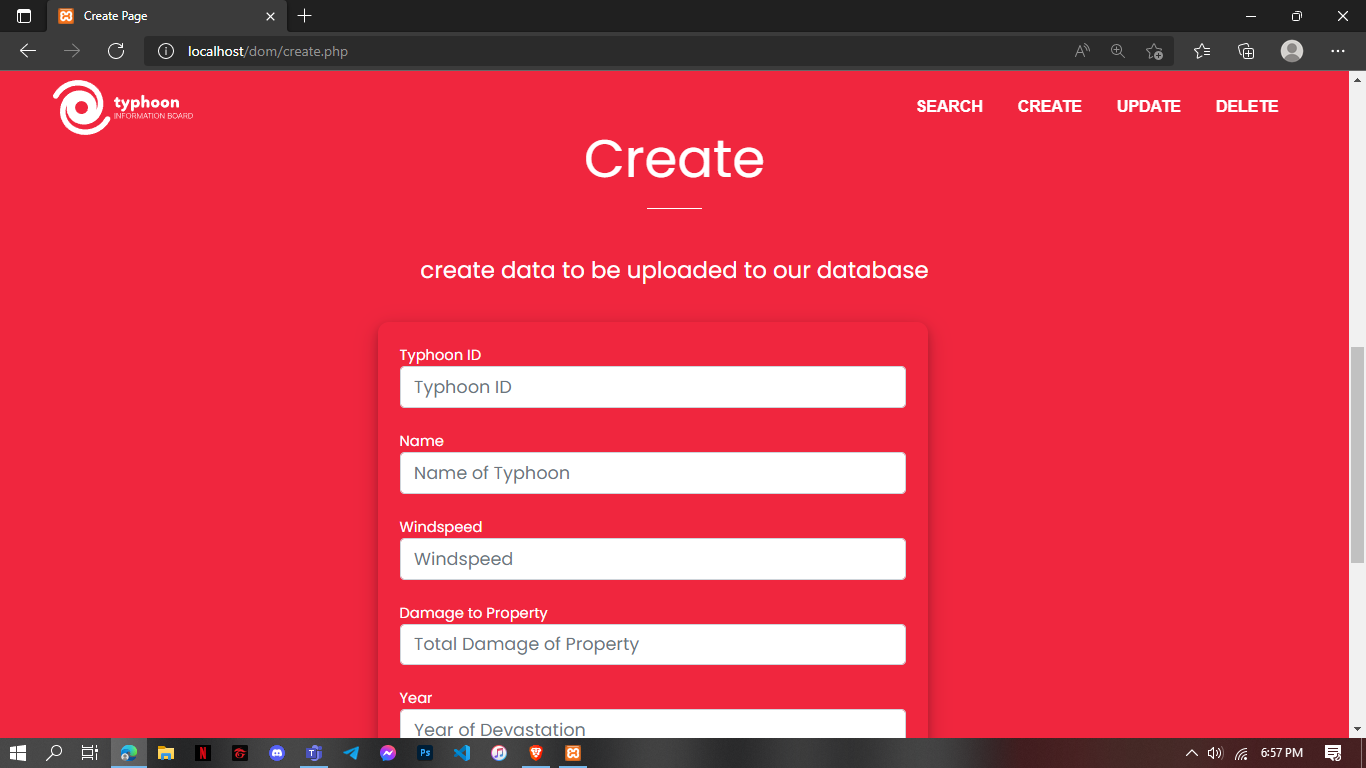 Create Page
localhost/dom/create.php
typhoon
INFORMATION BOARD
SEARCH CREATE UPDATE DELETE
Create
create data to be uploaded to our database
Typhoon ID
Typhoon ID
Name
Name of Typhoon
Windspeed
Windspeed
Damage to Property
Total Damage of Property
Year
Year of Devastation
6:57 PM